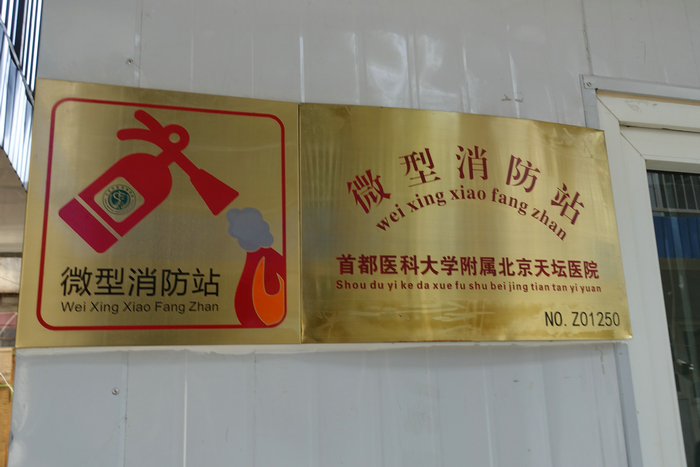 微型消防站
Wei Xing Xiao Fang Zhan
微型消防站
wei xing xiao fang zhan
首都医科大学附属北京天坛医院
Shou du yi ke da xue fu shu bei jing tian tan yi yuan
NO. Z01250